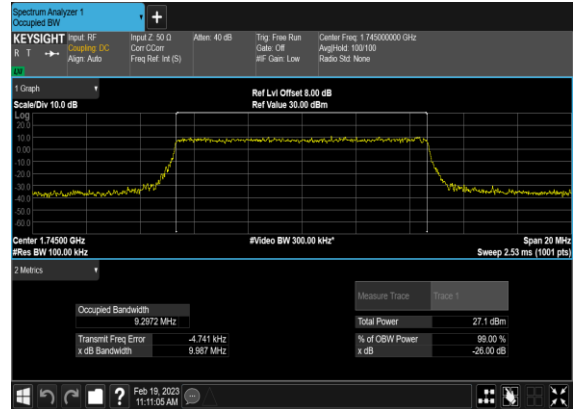 Spectrum Analyzer 1
Occupied BW
KEYSIGHT Input: RF Input Z: 50 Ω Atten: 40 dB Trig: Free Run Center Freq: 1.745000000 GHz
R T Coupling: DC Corr CCorr Gate: Off Avg|Hold: 100/100
Align: Auto Freq Ref: Int (S) #IF Gain: Low Radio Std: None
LM
1 Graph Ref Lvl Offset 8.00 dB
Scale/Div 10.0 dB Ref Value 30.00 dBm
Log
20.0
10.0
0.00
-10.0
-20.0
-30.0
-40.0
-50.0
-60.0
Center 1.74500 GHz #Video BW 300.00 kHz* Span 20 MHz
#Res BW 100.00 kHz Sweep 2.53 ms (1001 pts)
2 Metrics
Measure Trace Trace 1
Occupied Bandwidth
9.2972 MHz Total Power 27.1 dBm
Transmit Freq Error -4.741 kHz % of OBW Power 99.00 %
x dB Bandwidth 9.987 MHz x dB -26.00 dB
? Feb 19, 2023
11:11:05 AM